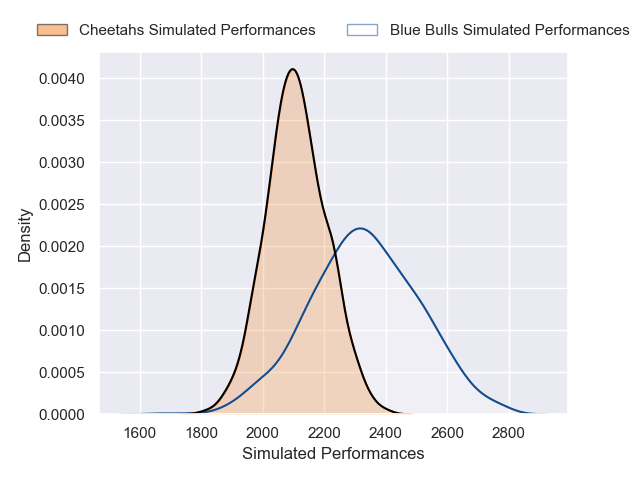 Cheetahs Simulated Performances
Blue Bulls Simulated Performances
0.0040
0.0035
0.0030
0.0025
0.0020
0.0015
0.0010
0.0005
0.0000
Density
1600 1800 2000 2200 2400 2600 2800
Simulated Performances